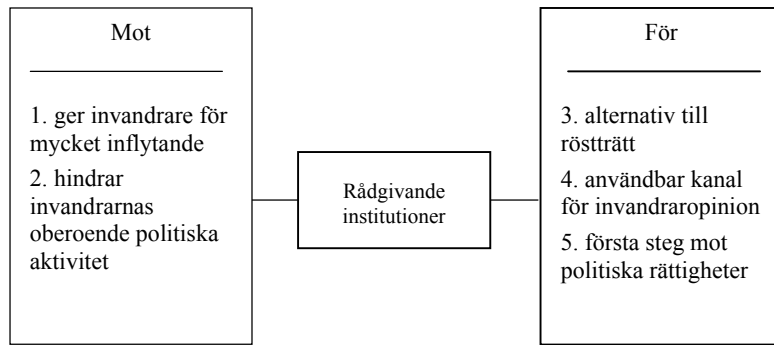 Mot
1. ger invandrare för
mycket inflytande
2. hindrar
invandrarnas
oberoende politiska
aktivitet
Rådgivande
institutioner
För
3. alternativ till
röstträtt
4. användbar kanal
för invandraropinion
5. första steg mot
politiska rättigheter